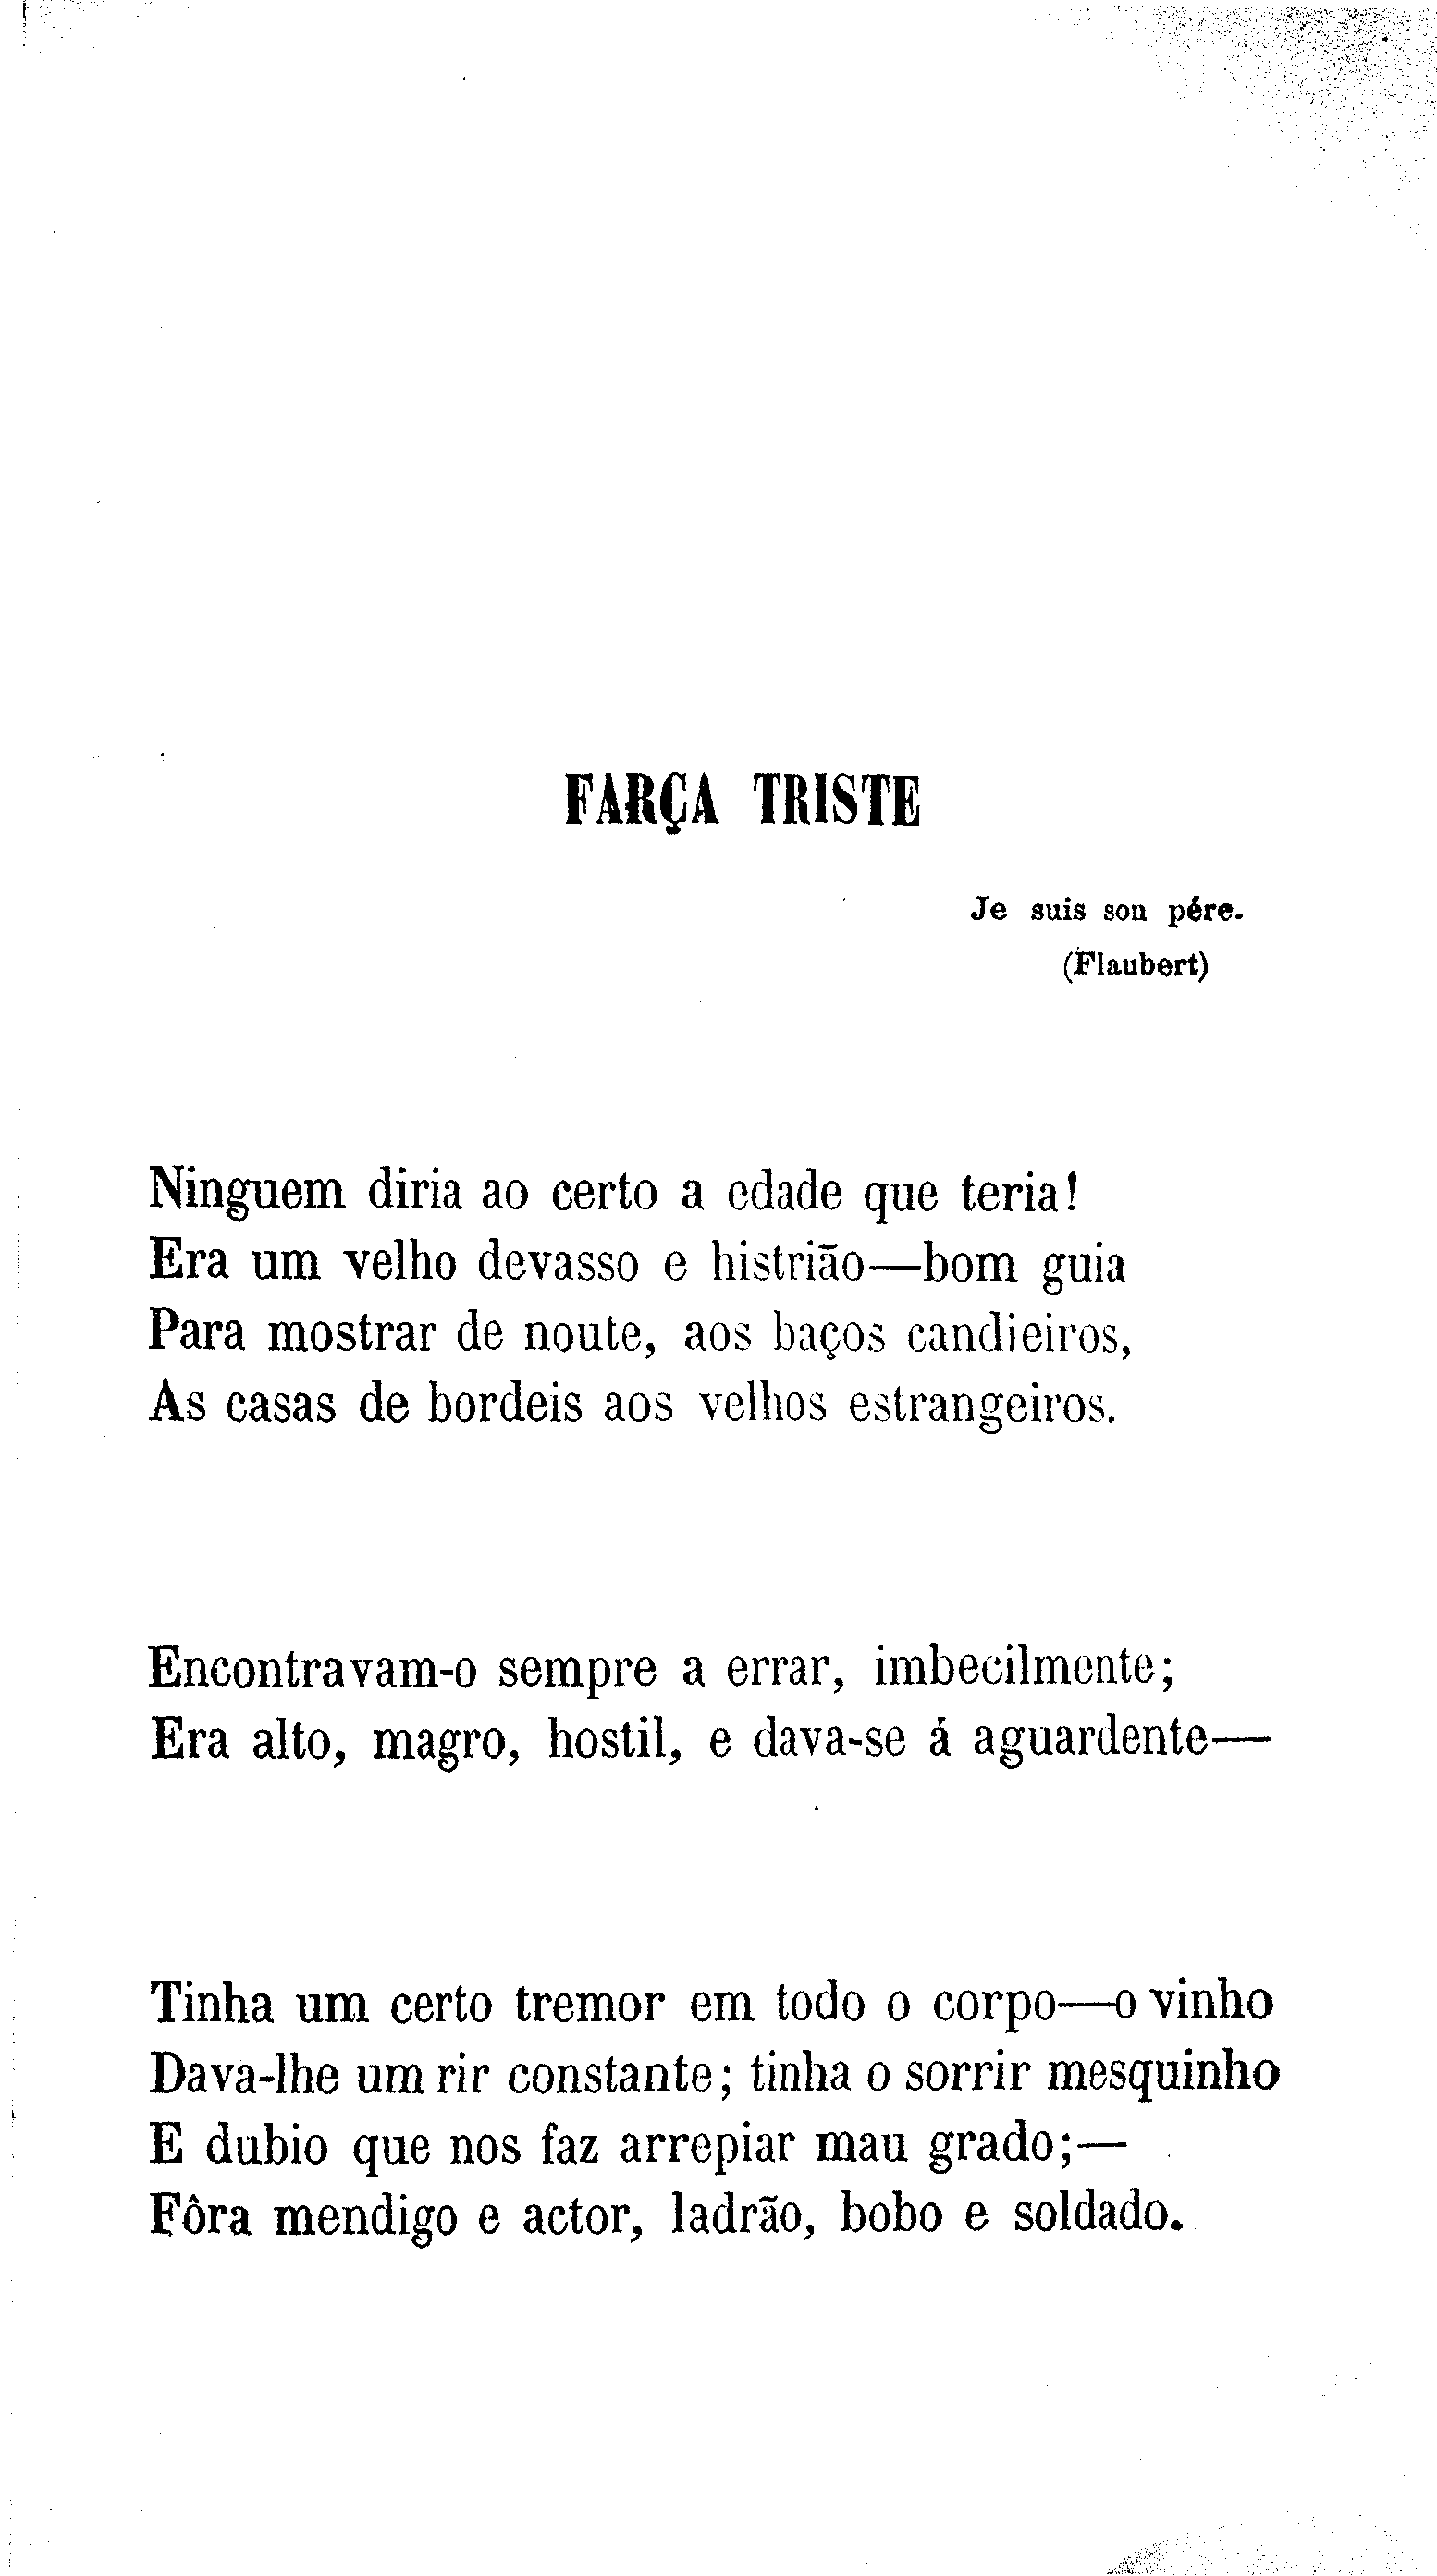 FARÇA TRISTE
Je suis son pére.
(Flaubert)
Ninguem diria ao certo a edade que teria!
Era um velho devasso e histrião—bom guia
Para mostrar de noute, aos baços candieiros,
As casas de bordeis aos velhos estrangeiros.
Encontravam-o sempre a errar, imbecilmente;
Era alto, magro, hostil, e dava-se á aguardente—
Tinha um certo tremor em todo o corpo—o vinho
Dava-lhe um rir constante; tinha o sorrir mesquinho
E dubio que nos faz arrepiar mau grado;—
Fôra mendigo e actor, ladrão, bobo e soldado.